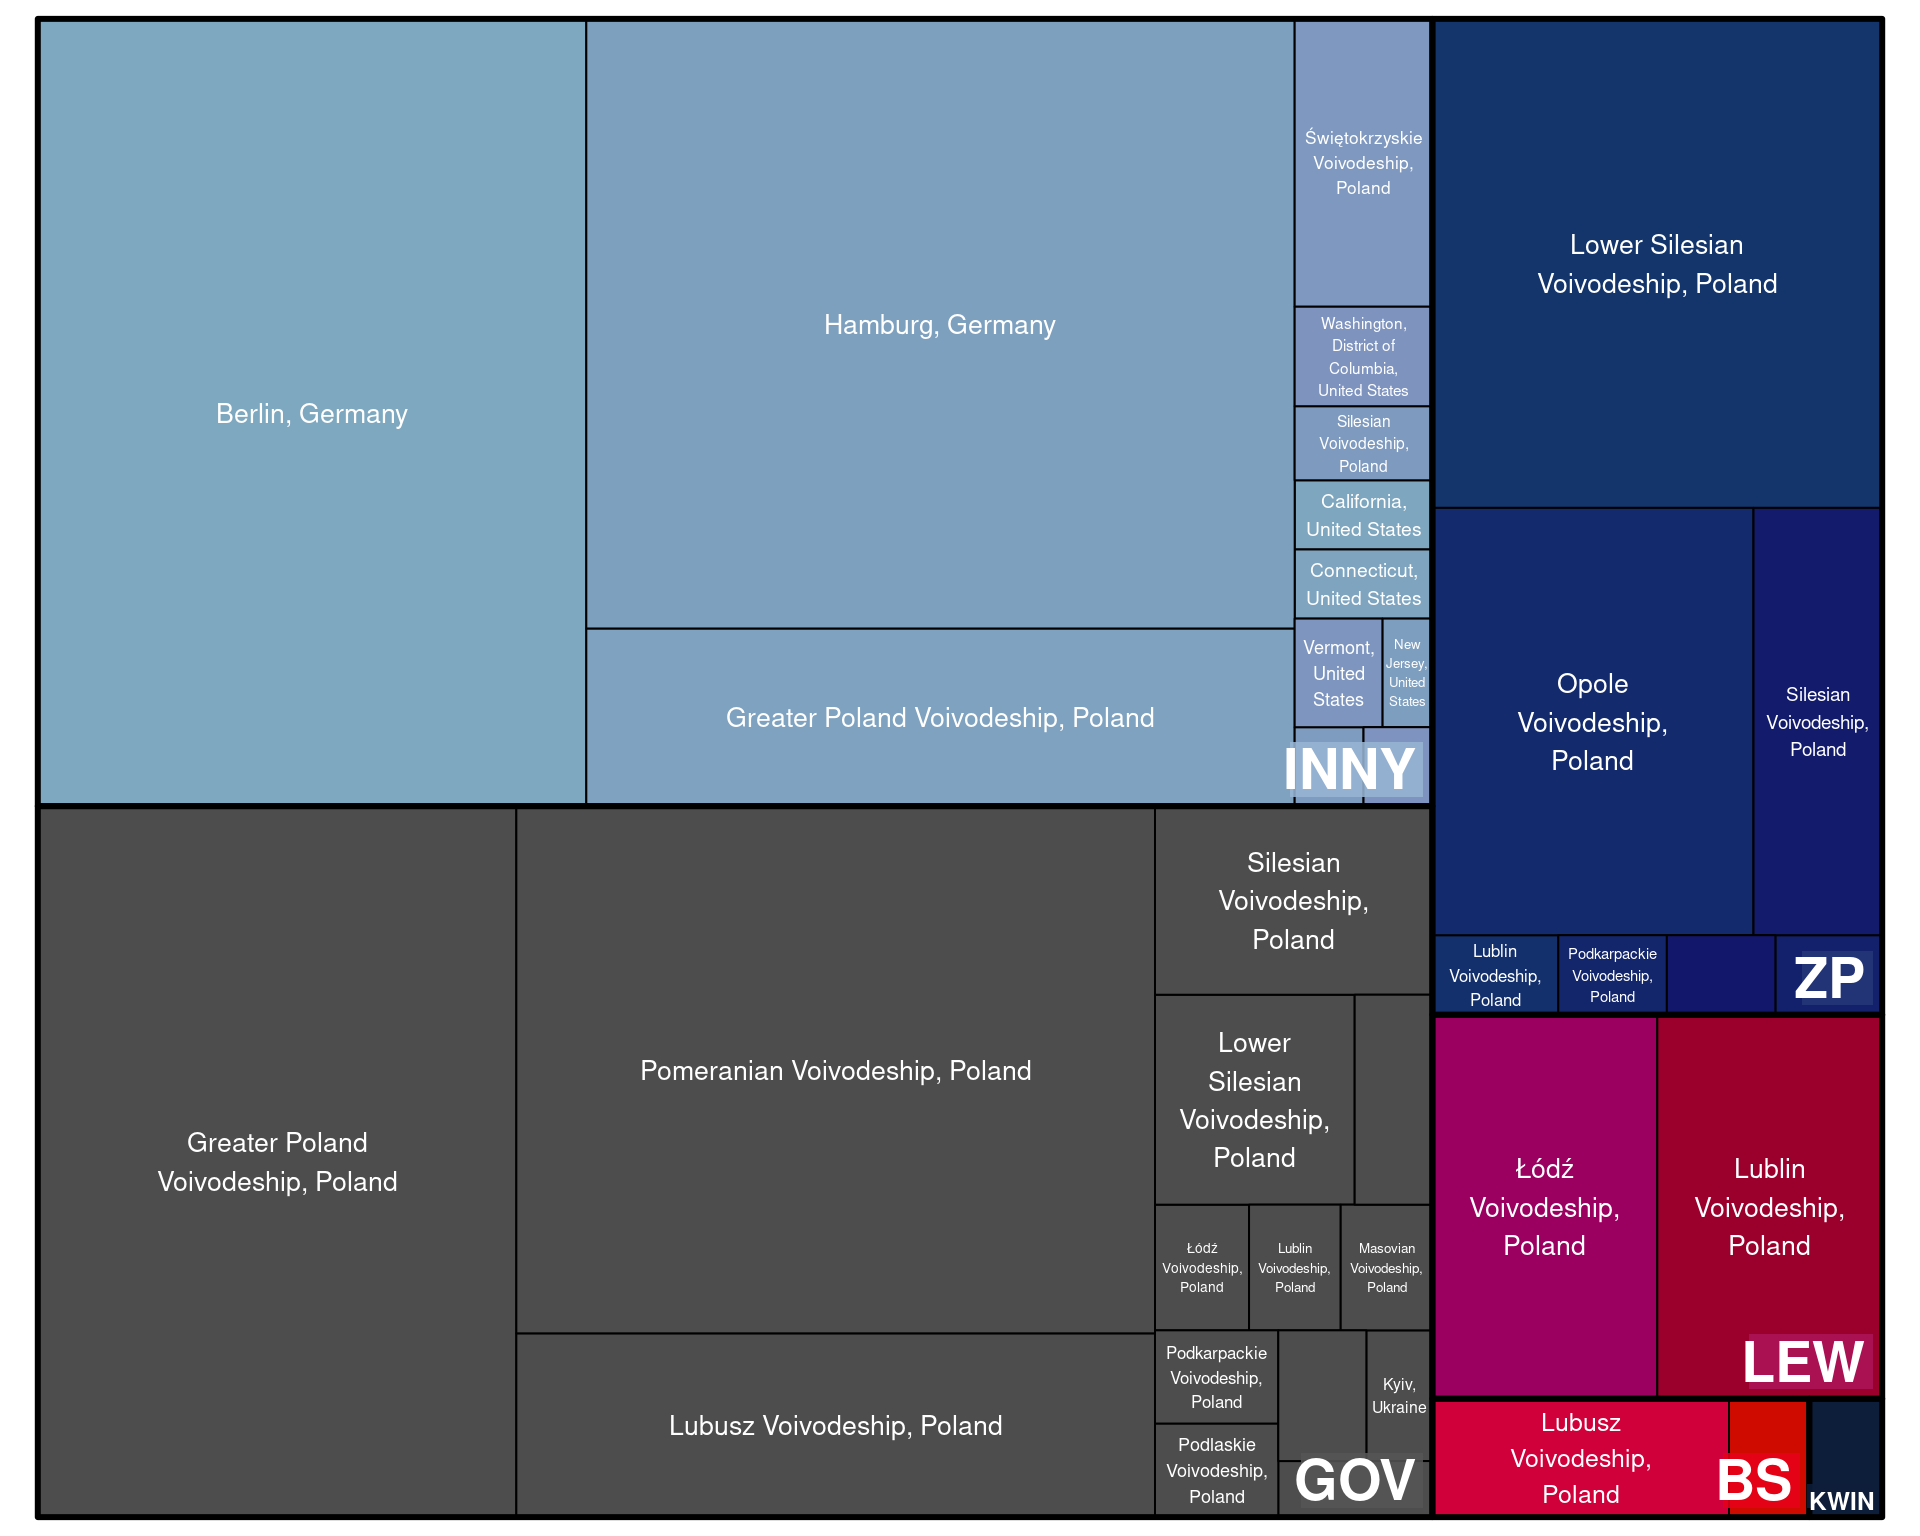 Berlin, Germany
Hamburg, Germany
Greater Poland Voivodeship, Poland
Świętokrzyskie
Voivodeship,
Poland
Washington,
District of
Columbia,
United States
Silesian
Voivodeship,
Poland
California,
United States
Connecticut,
United States
Vermont,
United
States
New
Jersey,
United
States
INNY
Greater Poland
Voivodeship, Poland
Pomeranian Voivodeship, Poland
Lubusz Voivodeship, Poland
Silesian
Voivodeship,
Poland
Lower
Silesian
Voivodeship,
Poland
Łódź
Voivodeship,
Poland
Lublin
Voivodeship,
Poland
Masovian
Voivodeship,
Poland
Podkarpackie
Voivodeship,
Poland
Podlaskie
Voivodeship,
Poland
Kyiv,
Ukraine
GOV
Lower Silesian
Voivodeship, Poland
Opole
Voivodeship,
Poland
Silesian
Voivodeship,
Poland
Lublin
Voivodeship,
Poland
Podkarpackie
Voivodeship,
Poland
ZP
Łódź
Voivodeship,
Poland
Lublin
Voivodeship,
Poland
LEW
Lubusz
Voivodeship,
Poland
BS
KWIN